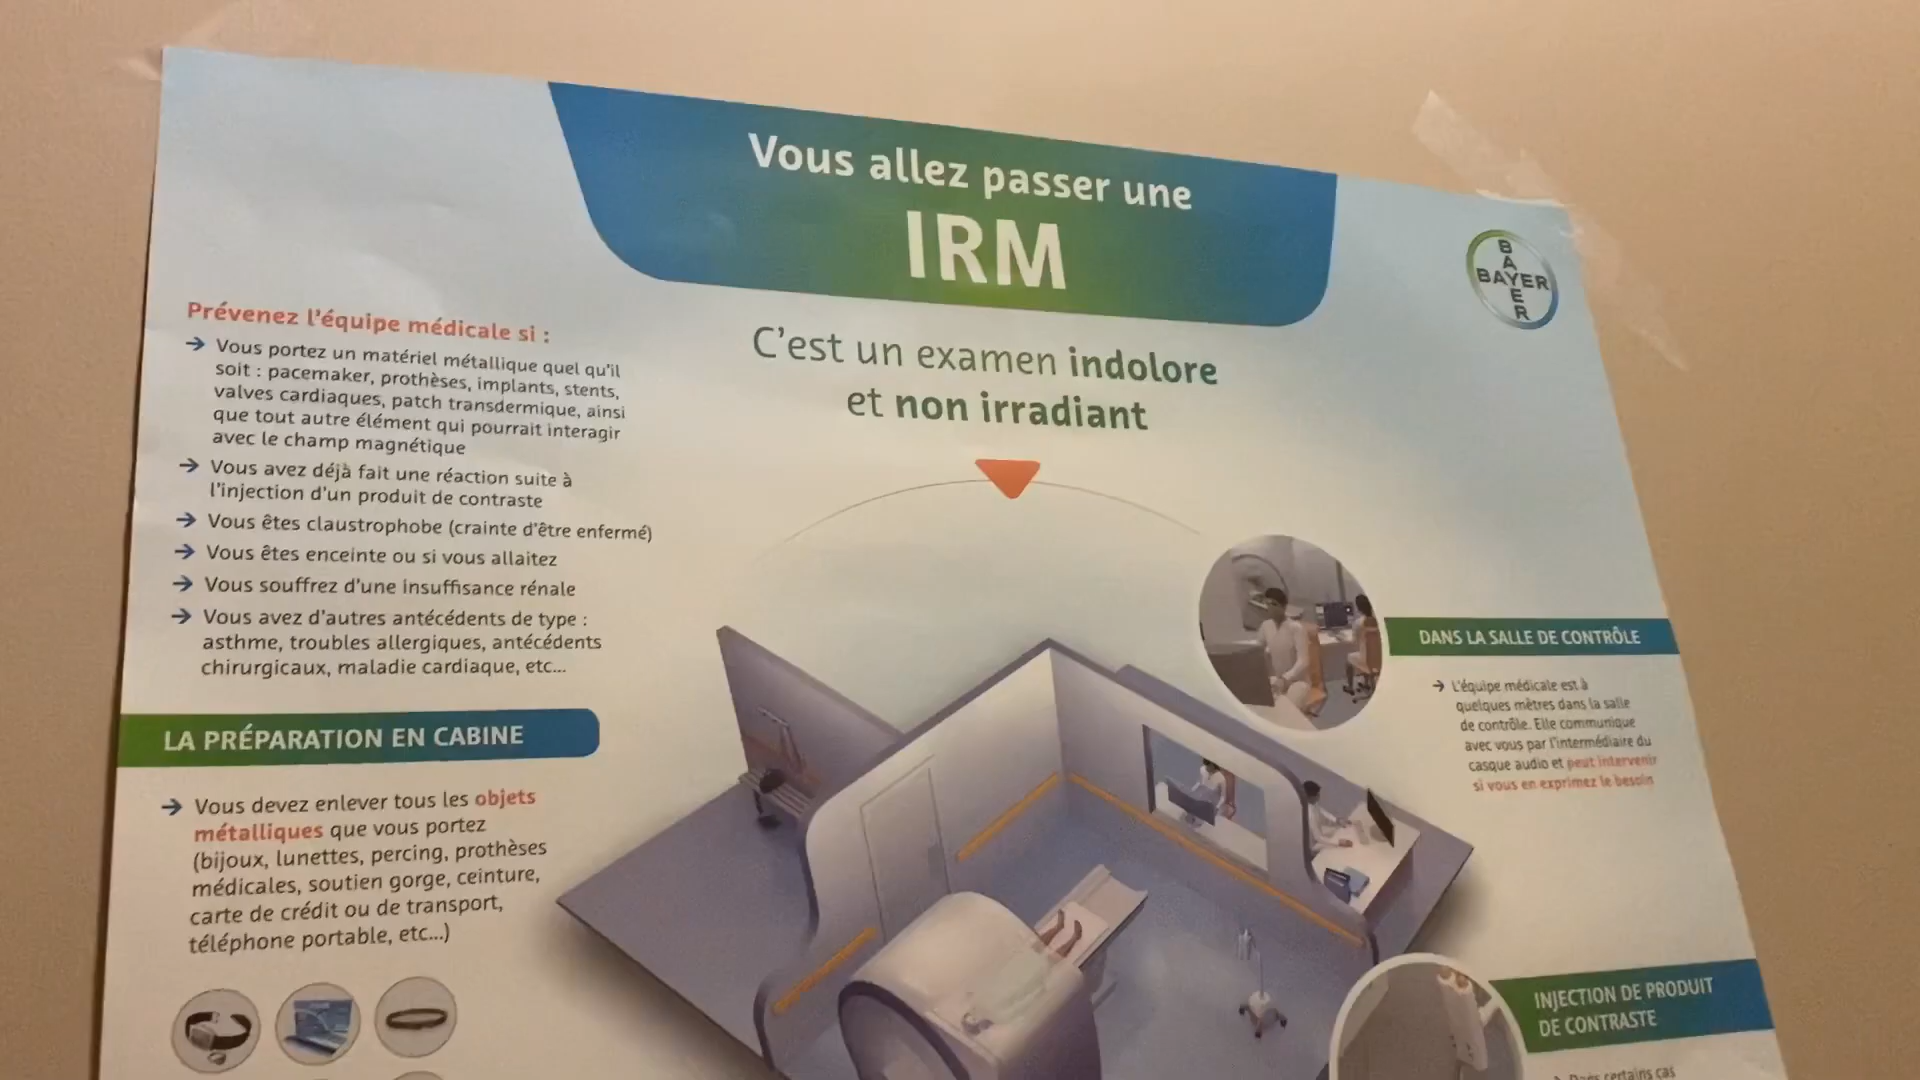 Vous allez passer une
IRM
BAYER
BAYER
C'est un examen indolore
et non irradiant
Prévenez l'équipe médicale si :
→ Vous portez un matériel métallique quel qu'il
soit : pacemaker, prothèses, implants, stents,
valves cardiaques, patch transdermique, ainsi
que tout autre élément qui pourrait interagir
avec le champ magnétique
→ Vous avez déjà fait une réaction suite à
l'injection d'un produit de contraste
→ Vous êtes claustrophobe (crainte d'être enfermé)
→ Vous êtes enceinte ou si vous allaitez
→ Vous souffrez d'une insuffisance rénale
→ Vous avez d'autres antécédents de type :
asthme, troubles allergiques, antécédents
chirurgicaux, maladie cardiaque, etc...
LA PRÉPARATION EN CABINE
→ Vous devez enlever tous les objets
métalliques que vous portez
(bijoux, lunettes, percing, prothèses
médicales, soutien gorge, ceinture,
carte de crédit ou de transport,
téléphone portable, etc...)
DANS LA SALLE DE CONTRÔLE
→ L'équipe médicale est à
quelques mètres dans la salle
de contrôle. Elle communique
avec vous par l'intermédiaire du
casque audio et peut intervenir
si vous en exprimez le besoin
INJECTION DE PRODUIT
DE CONTRASTE
→ Dans certains cas